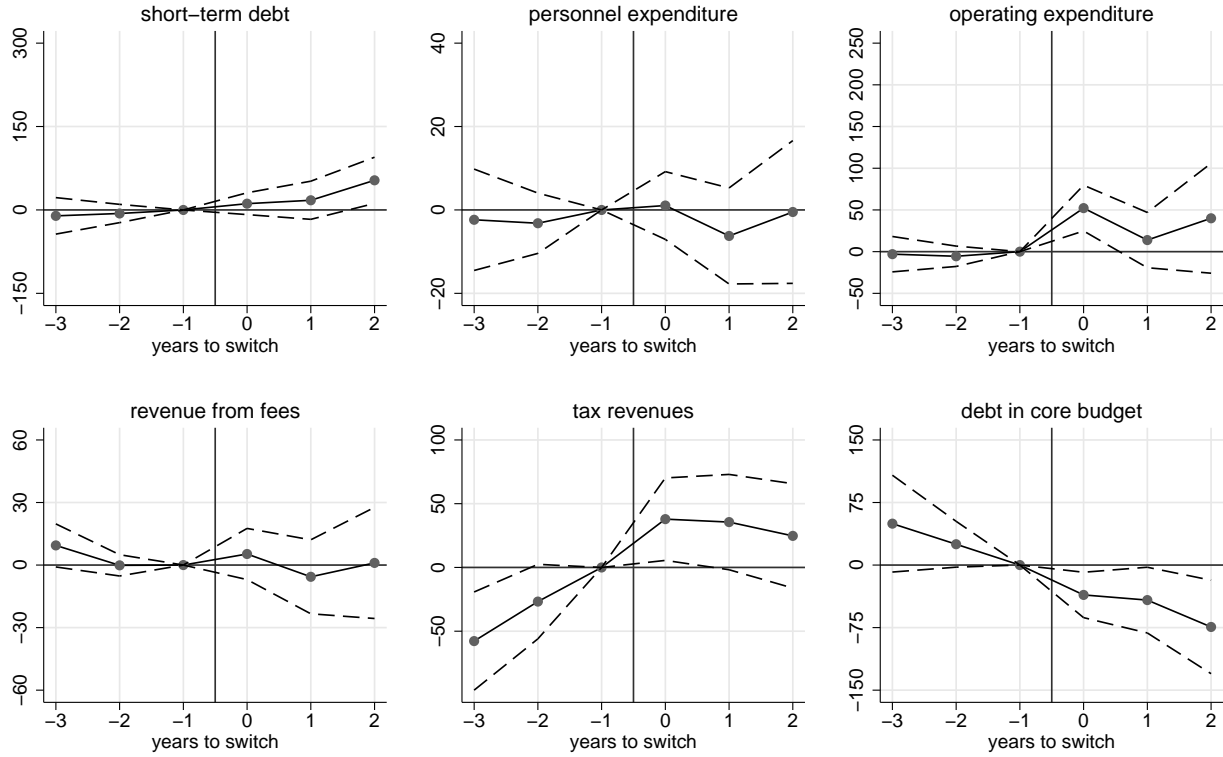 short−term debt
300
150
0
−150
−3 −2 −1 0 1 2
years to switch
personnel expenditure
40
20
0
−20
−3 −2 −1 0 1 2
years to switch
operating expenditure
250
200
150
100
50
0
−50
−3 −2 −1 0 1 2
years to switch
revenue from fees
60
30
0
−30
−60
−3 −2 −1 0 1 2
years to switch
tax revenues
100
50
0
−50
−3 −2 −1 0 1 2
years to switch
debt in core budget
150
75
0
−75
−150
−3 −2 −1 0 1 2
years to switch